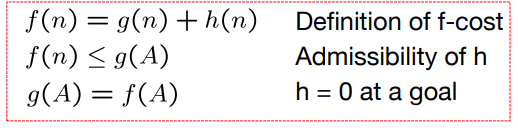 f(n) = g(n) + h(n) Definition of f-cost
f(n) ≤ g(A) Admissibility of h
g(A) = f(A) h = 0 at a goal